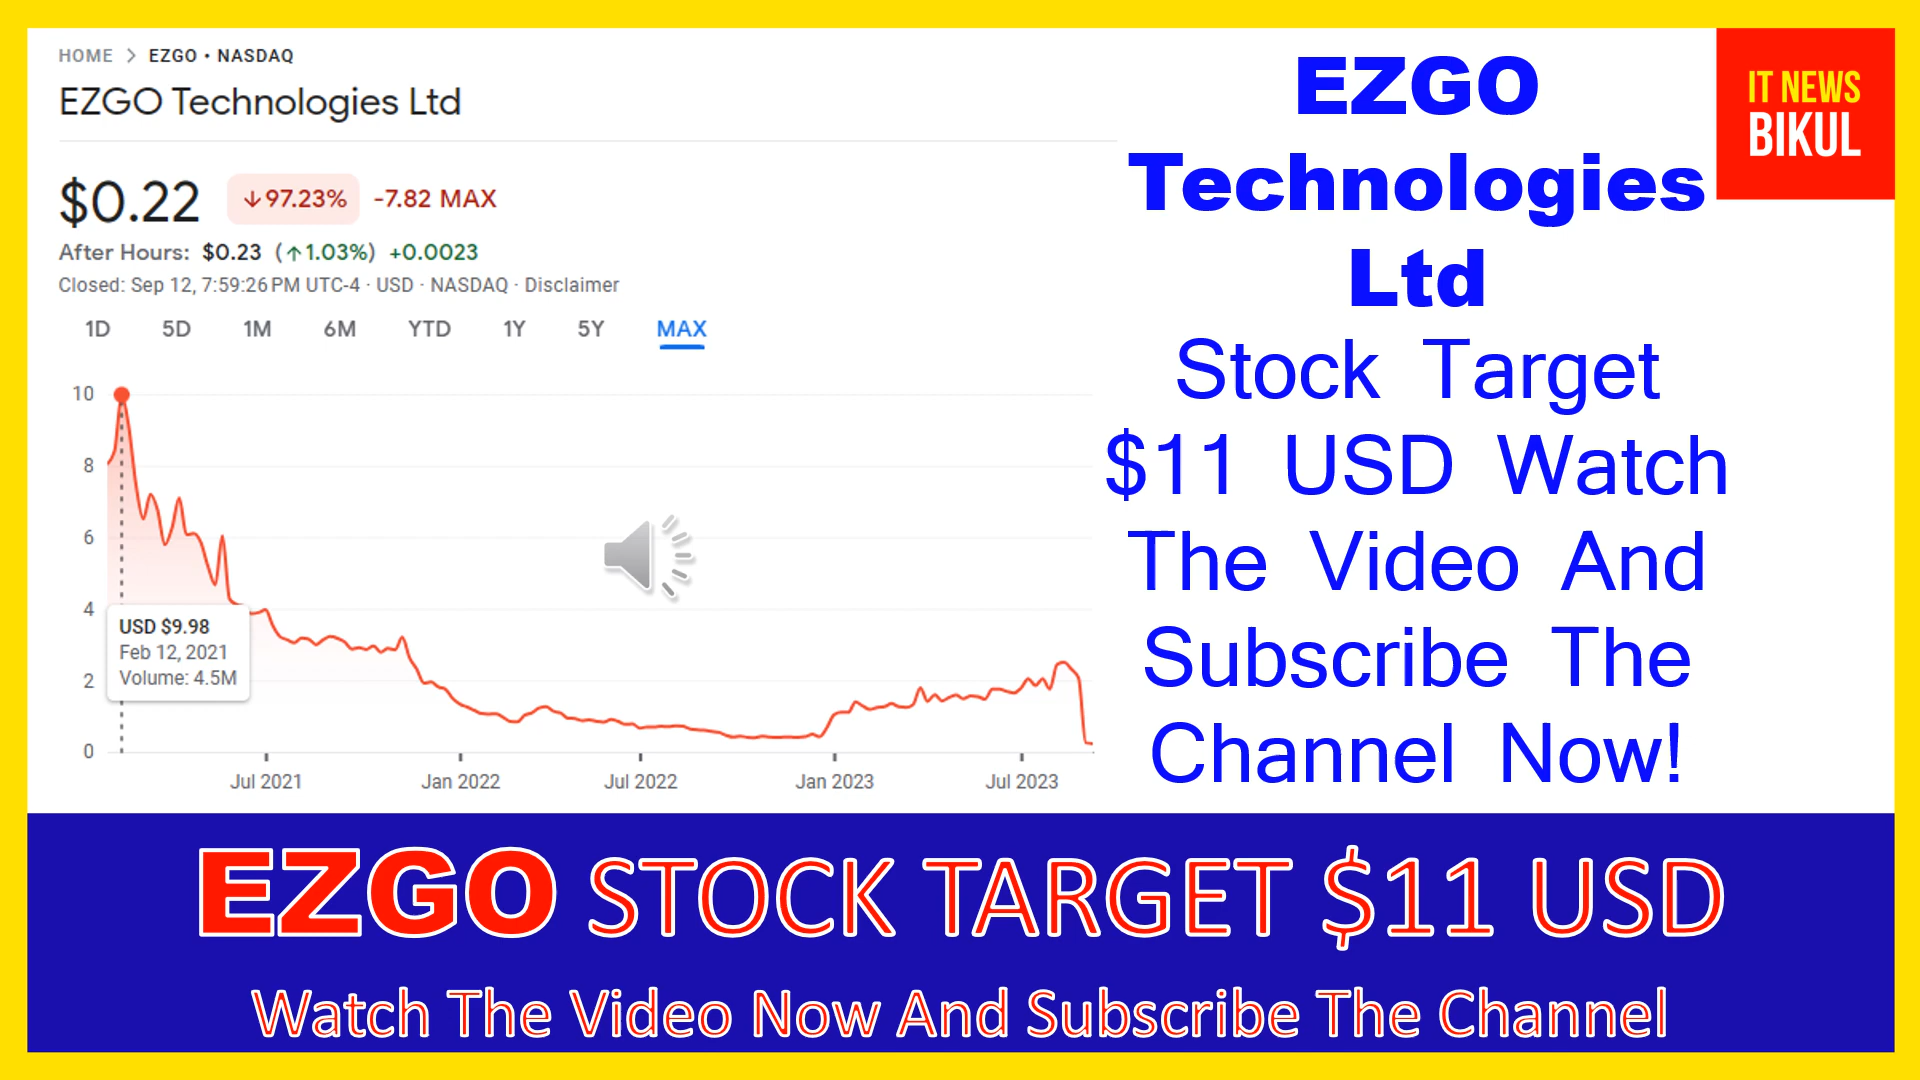 HOME > EZGO • NASDAQ
EZGO Technologies Ltd
$0.22 ↓97.23% -7.82 MAX
After Hours: $0.23 (↑1.03%) +0.0023
Closed: Sep 12, 7:59:26 PM UTC-4 · USD · NASDAQ · Disclaimer
1D 5D 1M 6M YTD 1Y 5Y MAX
10
8
6
4
2
0
USD $9.98
Feb 12, 2021
Volume: 4.5M
Jul 2021 Jan 2022 Jul 2022 Jan 2023 Jul 2023
EZGO
Technologies
Ltd
Stock Target
$11 USD Watch
The Video And
Subscribe The
Channel Now!
IT NEWS
BIKUL
EZGO STOCK TARGET $11 USD
Watch The Video Now And Subscribe The Channel